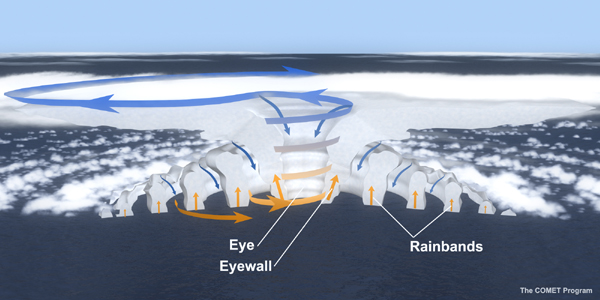 Eye
Eyewall
Rainbands
The COMET Program